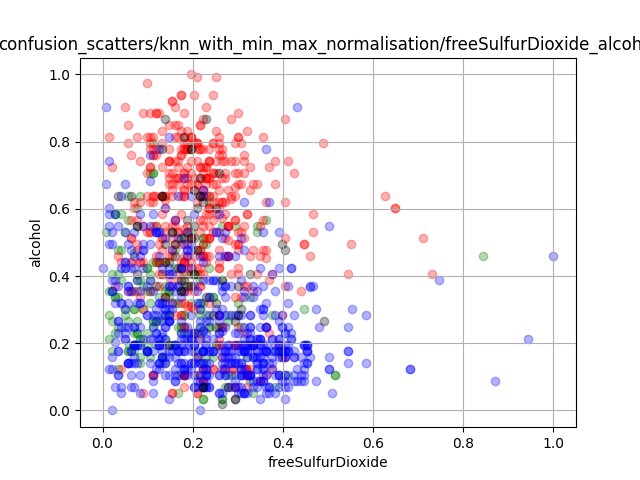 confusion_scatters/knn_with_min_max_normalisation/freeSulfurDioxide_alcoh
1.0
0.8
0.6
0.4
0.2
0.0
alcohol
0.0 0.2 0.4 0.6 0.8 1.0
freeSulfurDioxide